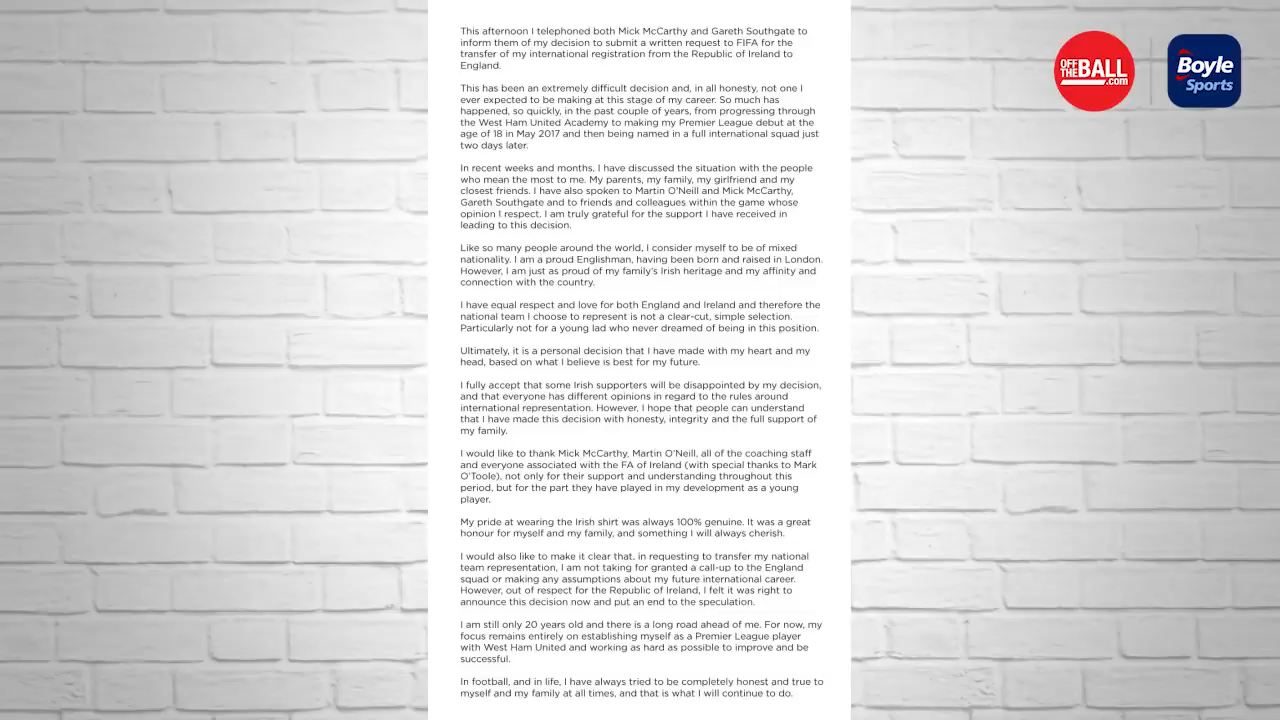 This afternoon I telephoned both Mick McCarthy and Gareth Southgate to
inform them of my decision to submit a written request to FIFA for the
transfer of my international registration from the Republic of Ireland to
England.
This has been an extremely difficult decision and, in all honesty, not one I
ever expected to be making at this stage of my career. So much has
happened, so quickly, in the past couple of years, from progressing through
the West Ham United Academy to making my Premier League debut at the
age of 18 in May 2017 and then being named in a full international squad just
two days later.
In recent weeks and months, I have discussed the situation with the people
who mean the most to me. My parents, my family, my girlfriend and my
closest friends. I have also spoken to Martin O'Neill and Mick McCarthy,
Gareth Southgate and to friends and colleagues within the game whose
opinion I respect. I am truly grateful for the support I have received in
leading to this decision.
Like so many people around the world, I consider myself to be of mixed
nationality. I am a proud Englishman, having been born and raised in London.
However, I am just as proud of my family's Irish heritage and my affinity and
connection with the country.
I have equal respect and love for both England and Ireland and therefore the
national team I choose to represent is not a clear-cut, simple selection.
Particularly not for a young lad who never dreamed of being in this position.
Ultimately, it is a personal decision that I have made with my heart and my
head, based on what I believe is best for my future.
I fully accept that some Irish supporters will be disappointed by my decision,
and that everyone has different opinions in regard to the rules around
international representation. However, I hope that people can understand
that I have made this decision with honesty, integrity and the full support of
my family.
I would like to thank Mick McCarthy, Martin O'Neill, all of the coaching staff
and everyone associated with the FA of Ireland (with special thanks to Mark
O'Toole), not only for their support and understanding throughout this
period, but for the part they have played in my development as a young
player.
My pride at wearing the Irish shirt was always 100% genuine. It was a great
honour for myself and my family, and something I will always cherish.
I would also like to make it clear that, in requesting to transfer my national
team representation, I am not taking for granted a call-up to the England
squad or making any assumptions about my future international career.
However, out of respect for the Republic of Ireland, I felt it was right to
announce this decision now and put an end to the speculation.
I am still only 20 years old and there is a long road ahead of me. For now, my
focus remains entirely on establishing myself as a Premier League player
with West Ham United and working as hard as possible to improve and be
successful.
In football, and in life, I have always tried to be completely honest and true to
myself and my family at all times, and that is what I will continue to do.
OFF
THE BALL
.com
Boyle
Sports